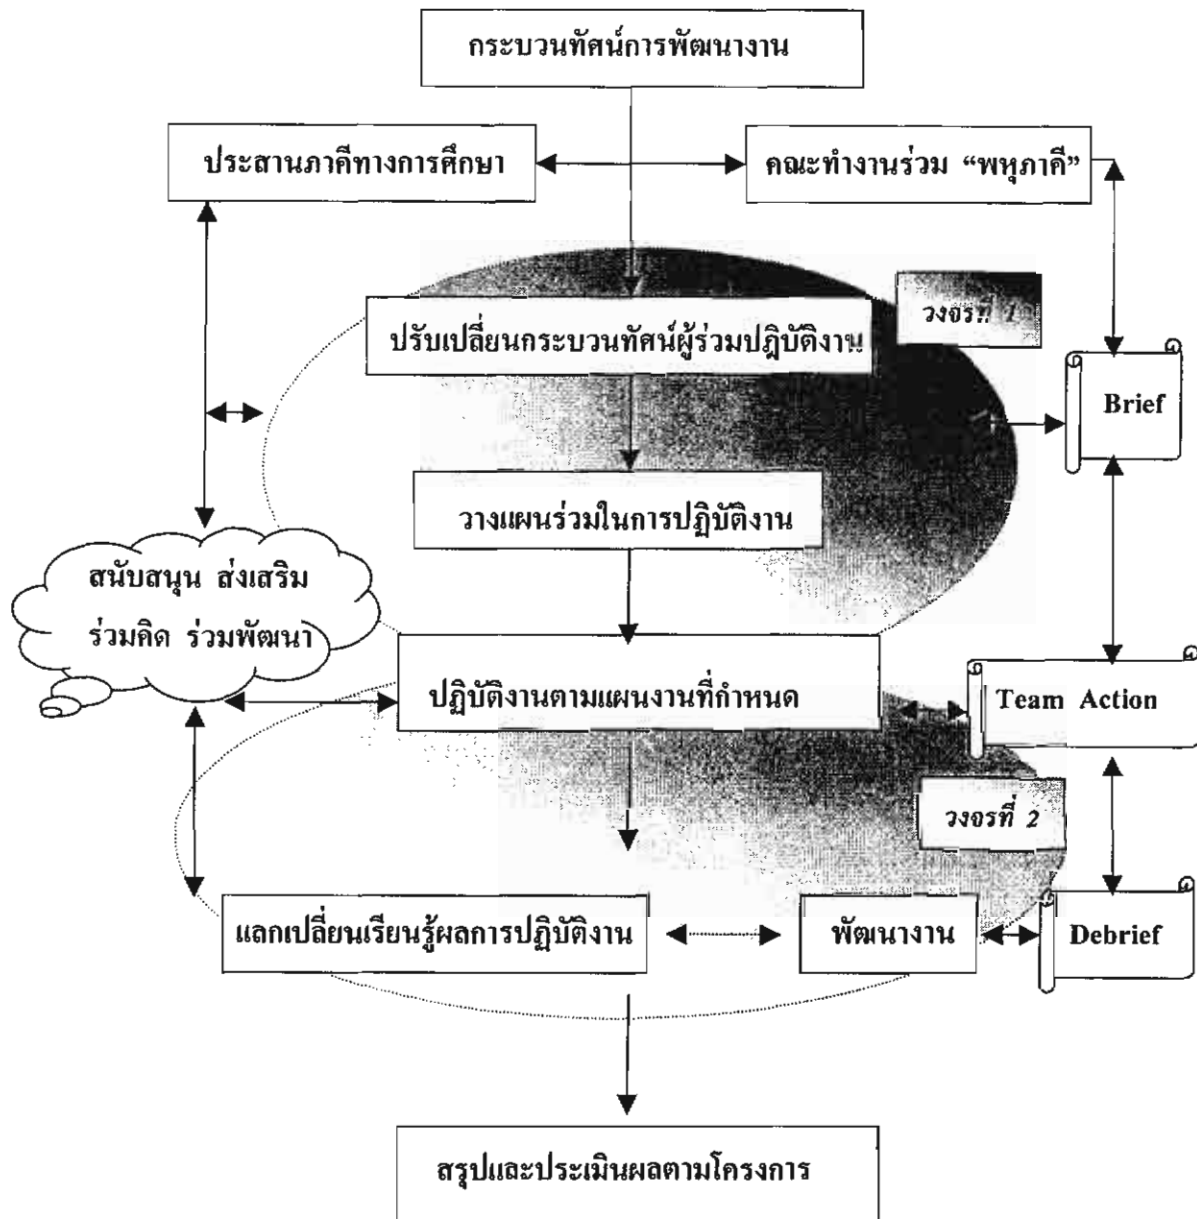 กระบวนทัศน์การพัฒนางาน
ประสานภาคีทางการศึกษา
คณะทำงานร่วม “พหุภาคี”
วงจรที่ 1
ปรับเปลี่ยนกระบวนทัศน์ผู้ร่วมปฏิบัติงาน
Brief
วางแผนร่วมในการปฏิบัติงาน
สนับสนุน ส่งเสริม
ร่วมคิด ร่วมพัฒนา
ปฏิบัติงานตามแผนงานที่กำหนด
Team Action
วงจรที่ 2
แลกเปลี่ยนเรียนรู้ผลการปฏิบัติงาน
พัฒนางาน
Debrief
สรุปและประเมินผลตามโครงการ